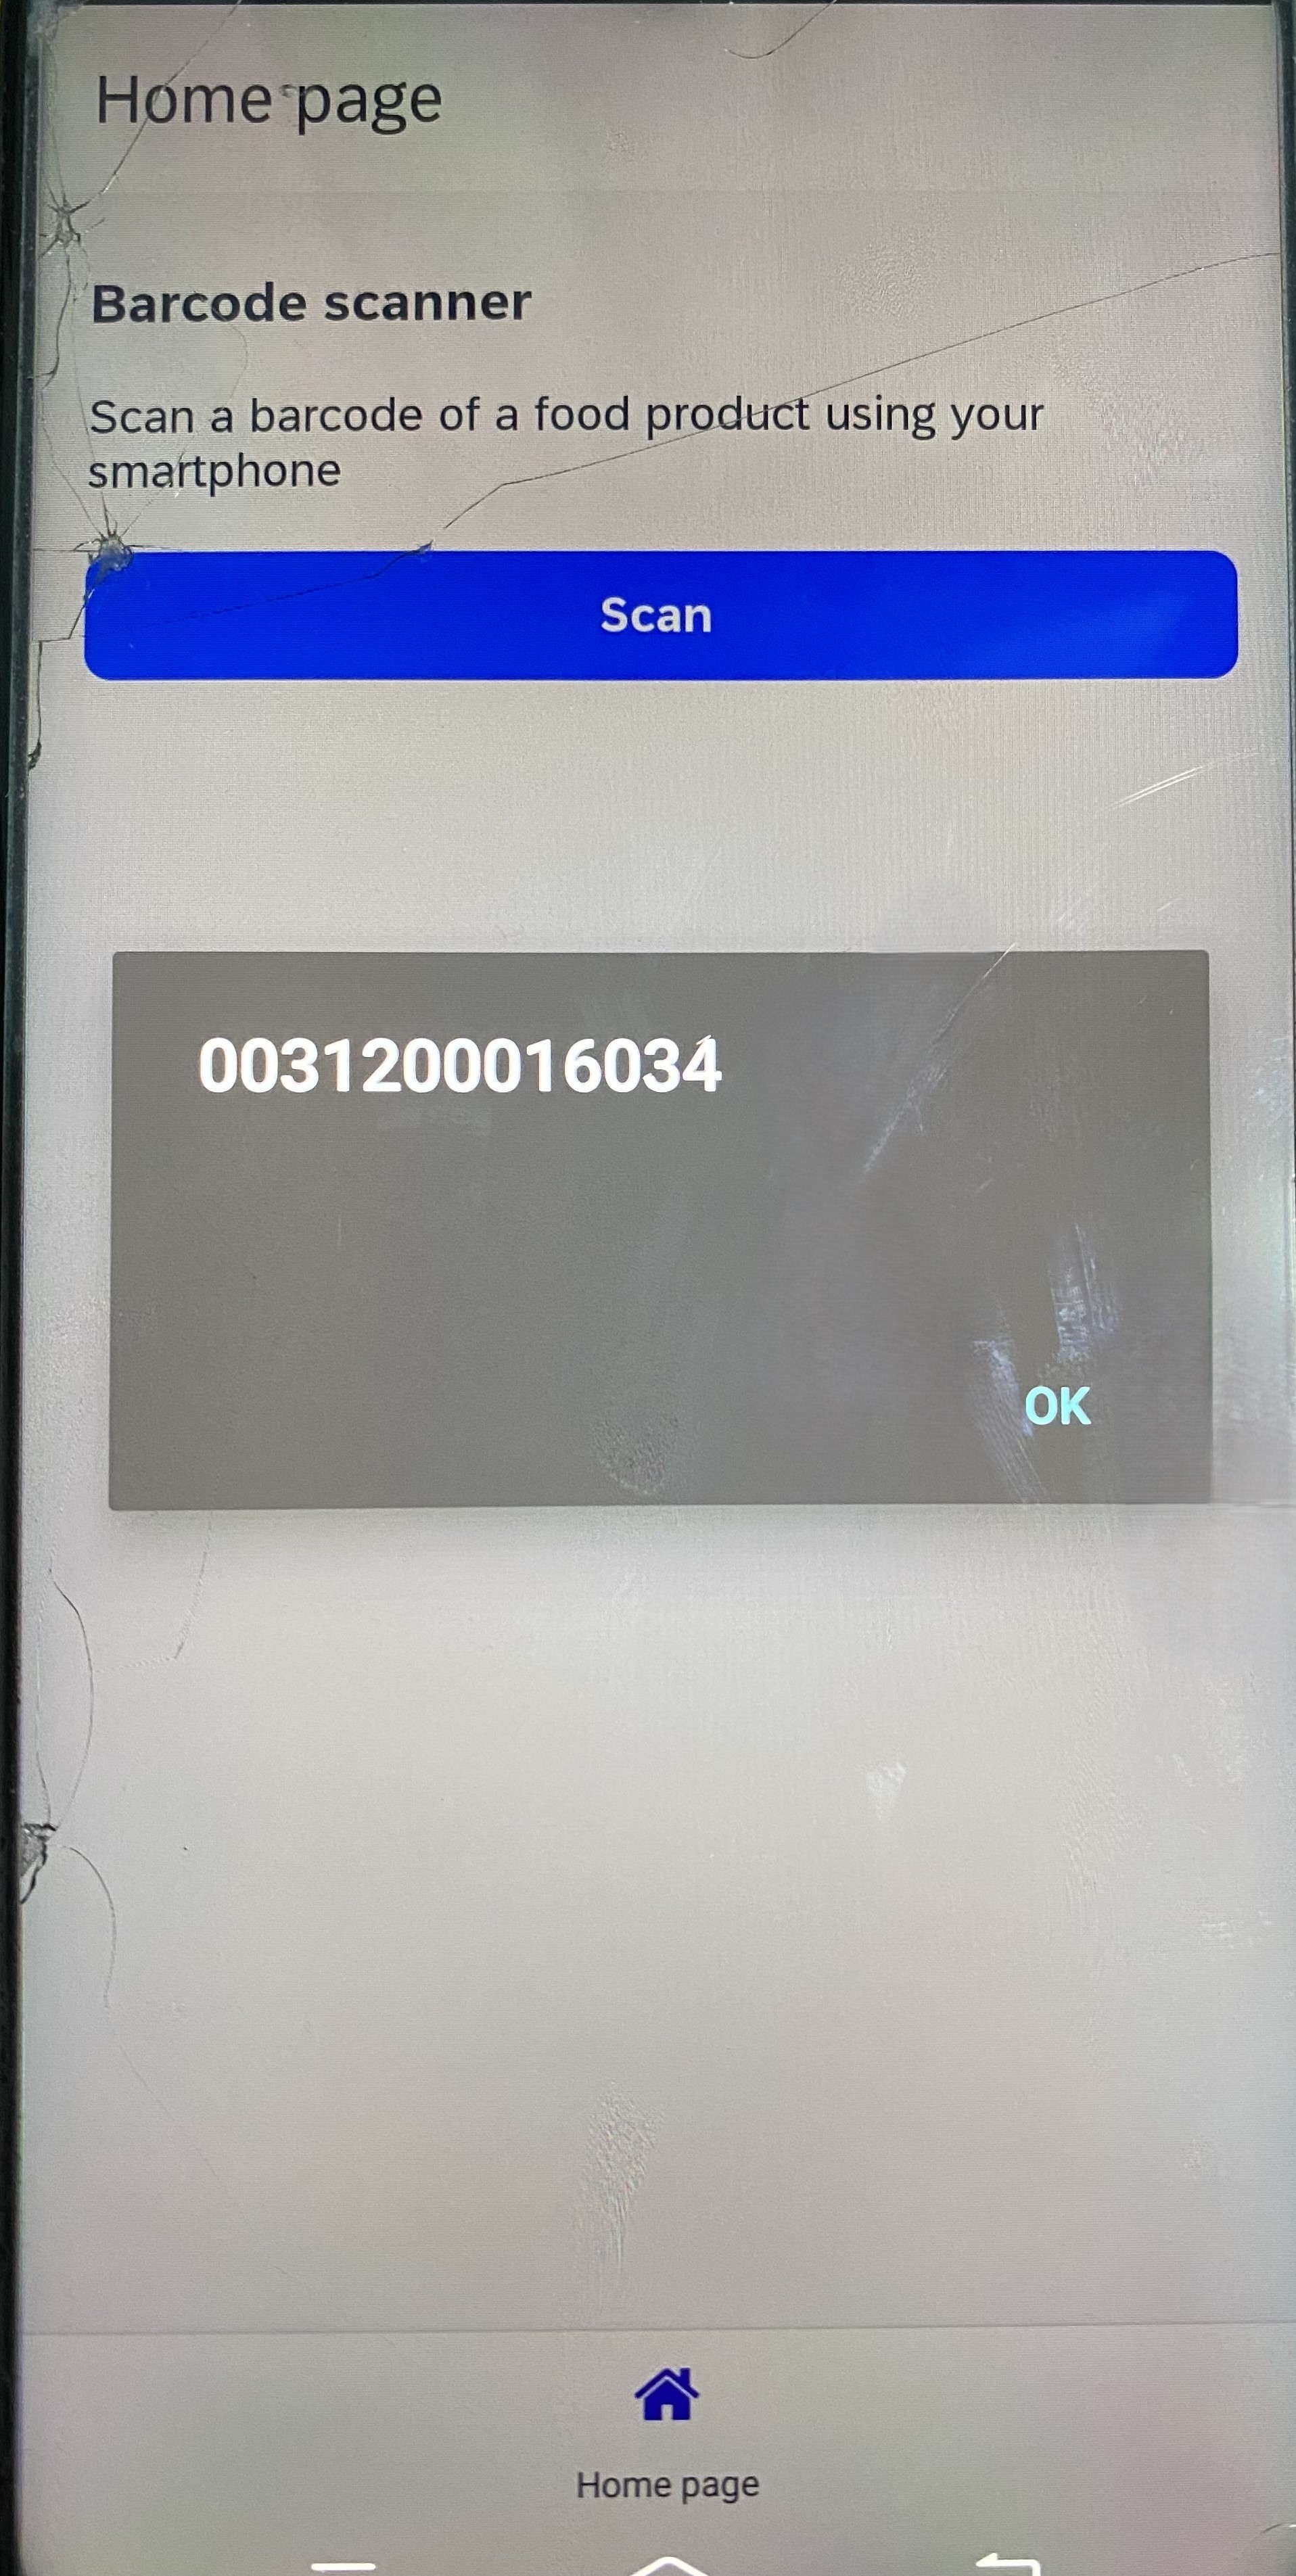 Home page
Barcode scanner
Scan a barcode of a food product using your
smartphone
Scan
0031200016034
OK
Home page